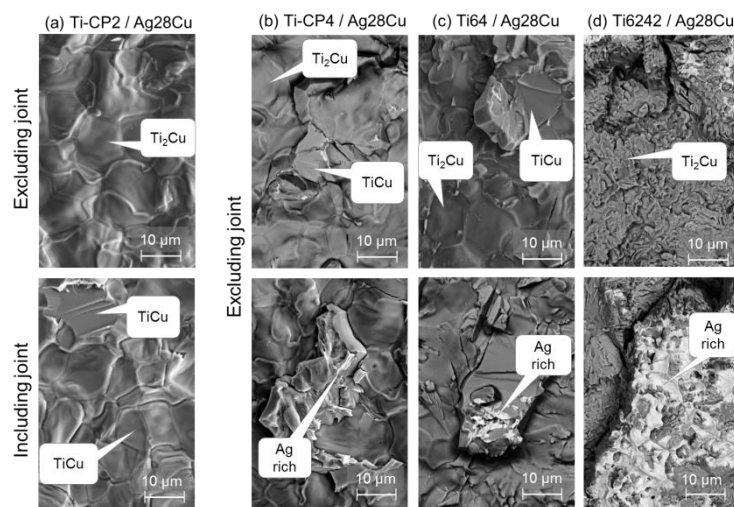 (a) Ti-CP2 / Ag28Cu
(b) Ti-CP4 / Ag28Cu
(c) Ti64 / Ag28Cu
(d) Ti6242 / Ag28Cu
Excluding joint
Ti₂Cu
10 µm
Excluding joint
Ti₂Cu
TiCu
10 µm
Ti₂Cu
TiCu
10 µm
Ti₂Cu
10 µm
Including joint
TiCu
TiCu
10 µm
Ag
rich
10 µm
Ag
rich
10 µm
Ag
rich
10 µm